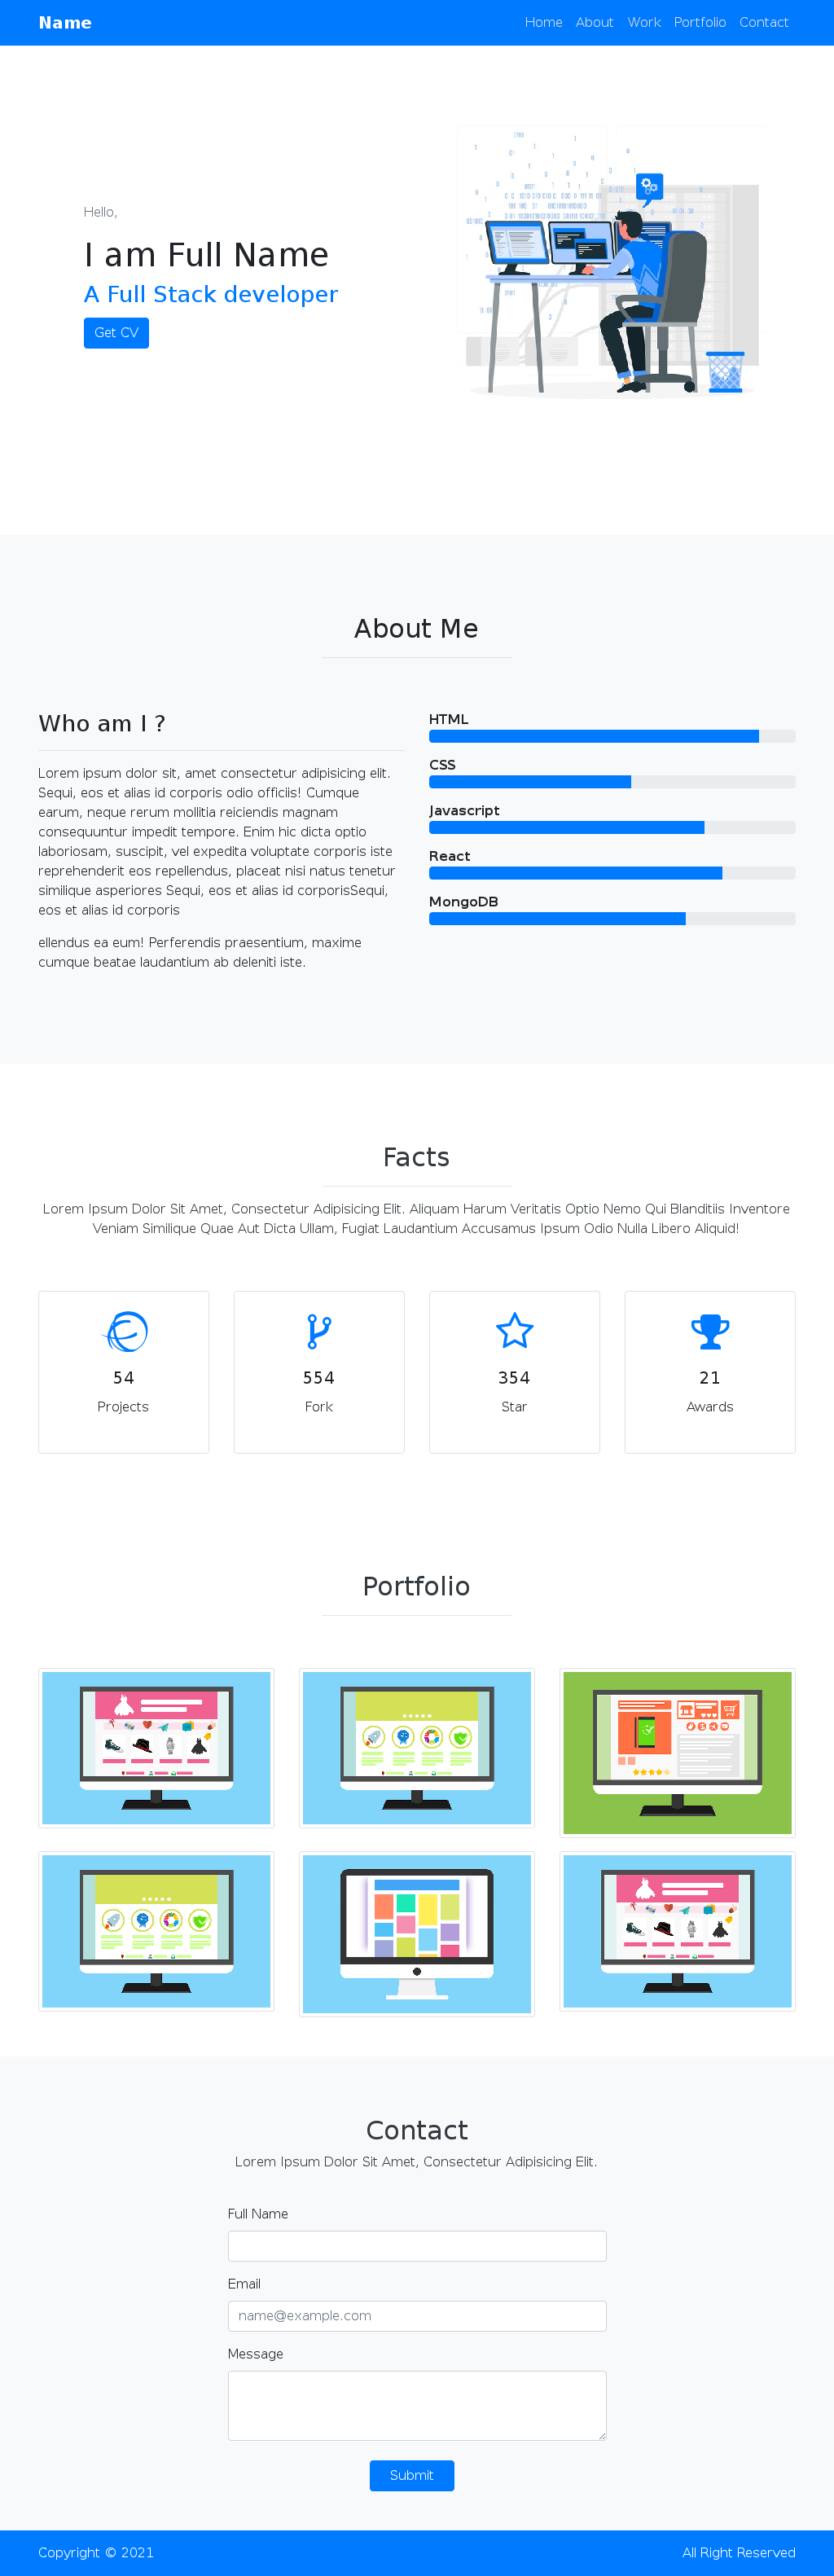 Name
Home About Work Portfolio Contact
Hello,
I am Full Name
A Full Stack developer
Get CV
About Me
Who am I ?
Lorem ipsum dolor sit, amet consectetur adipisicing elit.
Sequi, eos et alias id corporis odio officiis! Cumque
earum, neque rerum mollitia reiciendis magnam
consequuntur impedit tempore. Enim hic dicta optio
laboriosam, suscipit, vel expedita voluptate corporis iste
reprehenderit eos repellendus, placeat nisi natus tenetur
similique asperiores Sequi, eos et alias id corporisSequi,
eos et alias id corporis
ellendus ea eum! Perferendis praesentium, maxime
cumque beatae laudantium ab deleniti iste.
HTML
CSS
Javascript
React
MongoDB
Facts
Lorem Ipsum Dolor Sit Amet, Consectetur Adipisicing Elit. Aliquam Harum Veritatis Optio Nemo Qui Blanditiis Inventore
Veniam Similique Quae Aut Dicta Ullam, Fugiat Laudantium Accusamus Ipsum Odio Nulla Libero Aliquid!
54
Projects
554
Fork
354
Star
21
Awards
Portfolio
Contact
Lorem Ipsum Dolor Sit Amet, Consectetur Adipisicing Elit.
Full Name
Email
name@example.com
Message
Submit
Copyright © 2021
All Right Reserved